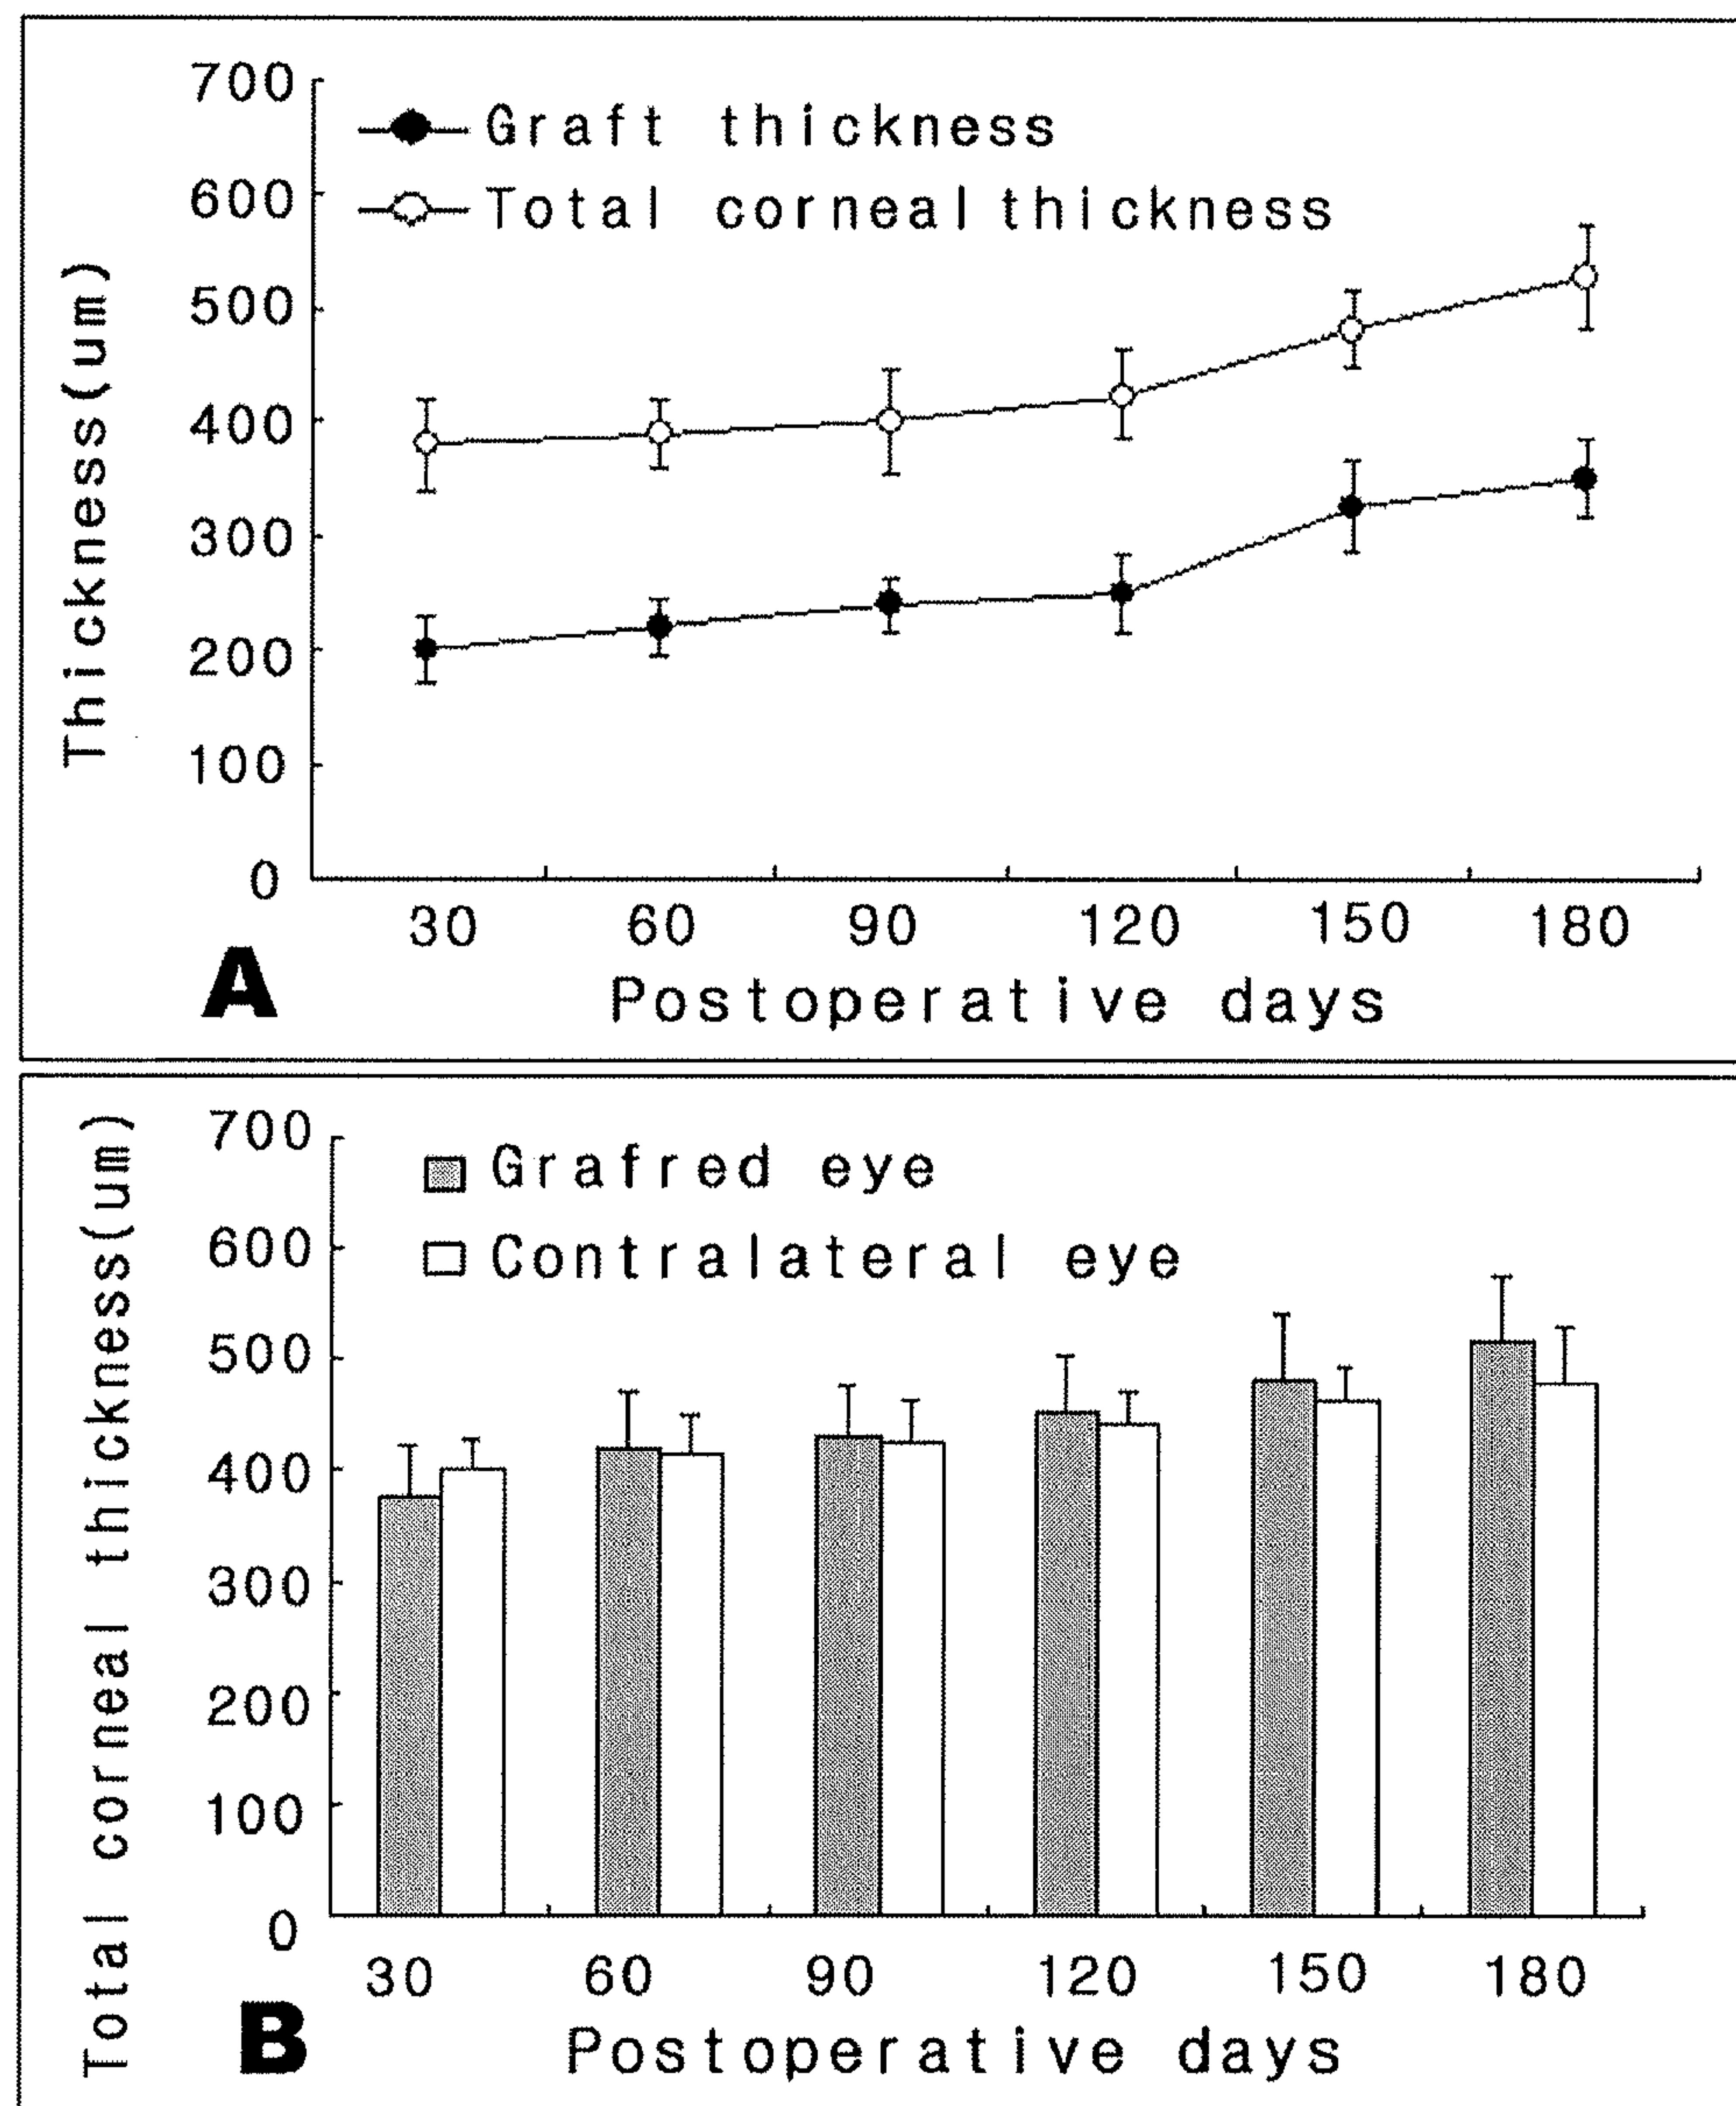 700
Graft thickness
600
Total corneal thickness
500
400
300
200
100
0
Thickness(um)
30 60 90 120 150 180
Postoperative days
A
700
Grafred eye
600
Contralateral eye
500
400
300
200
100
0
Total corneal thickness(um)
30 60 90 120 150 180
Postoperative days
B